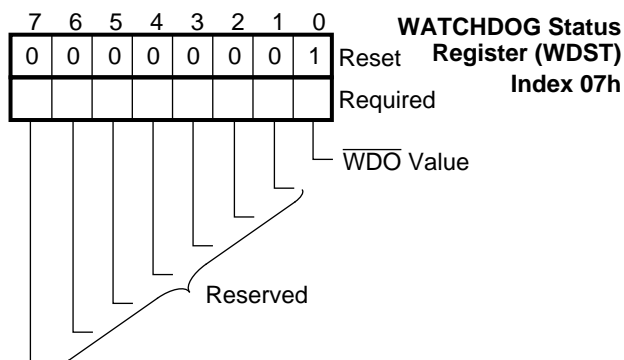 7 6 5 4 3 2 1 0
WATCHDOG Status
0 0 0 0 0 0 0 1 Reset
Register (WDST)
Index 07h
Required
WDO Value
Reserved